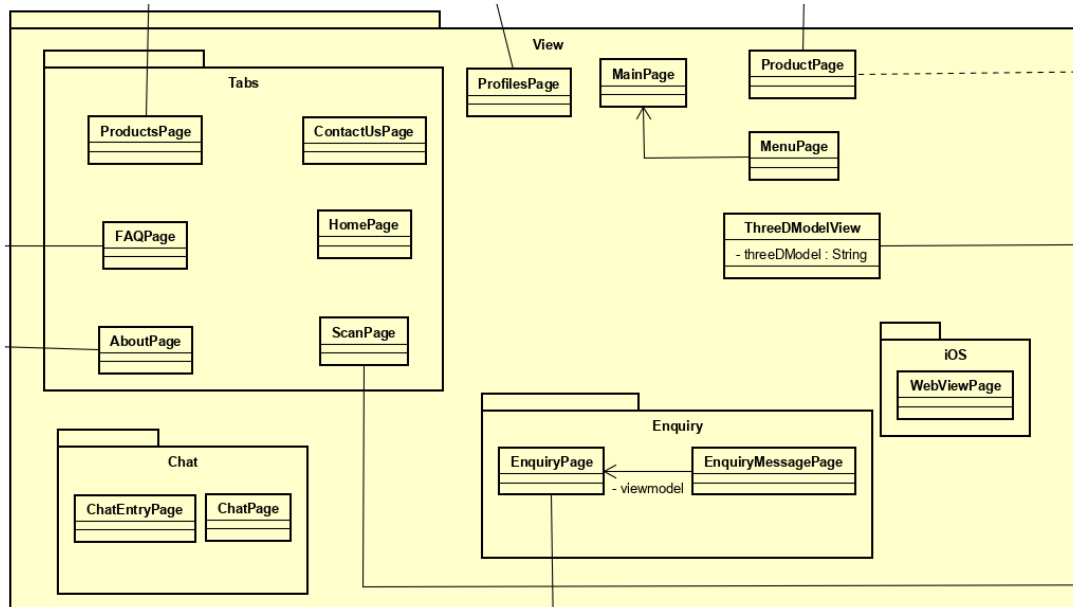 View
Tabs
ProductsPage
ContactUsPage
FAQPage
HomePage
AboutPage
ScanPage
ProfilesPage
MainPage
ProductPage
MenuPage
ThreeDModelView
- threeDModel : String
iOS
WebViewPage
Enquiry
EnquiryPage
- viewmodel
EnquiryMessagePage
Chat
ChatEntryPage
ChatPage